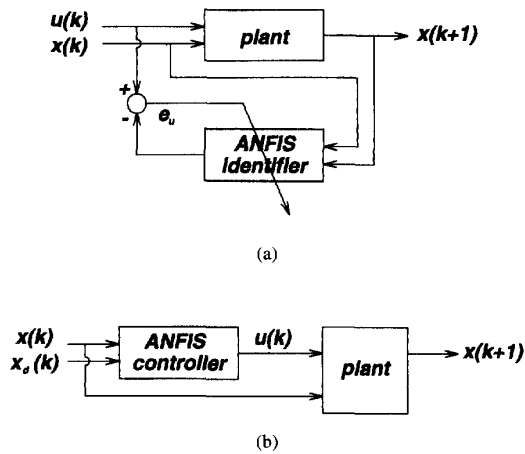 u(k)
x(k)
plant
x(k+1)
+
-
e_u
ANFIS
identifier
(a)
x(k)
x_d(k)
ANFIS
controller
u(k)
plant
x(k+1)
(b)